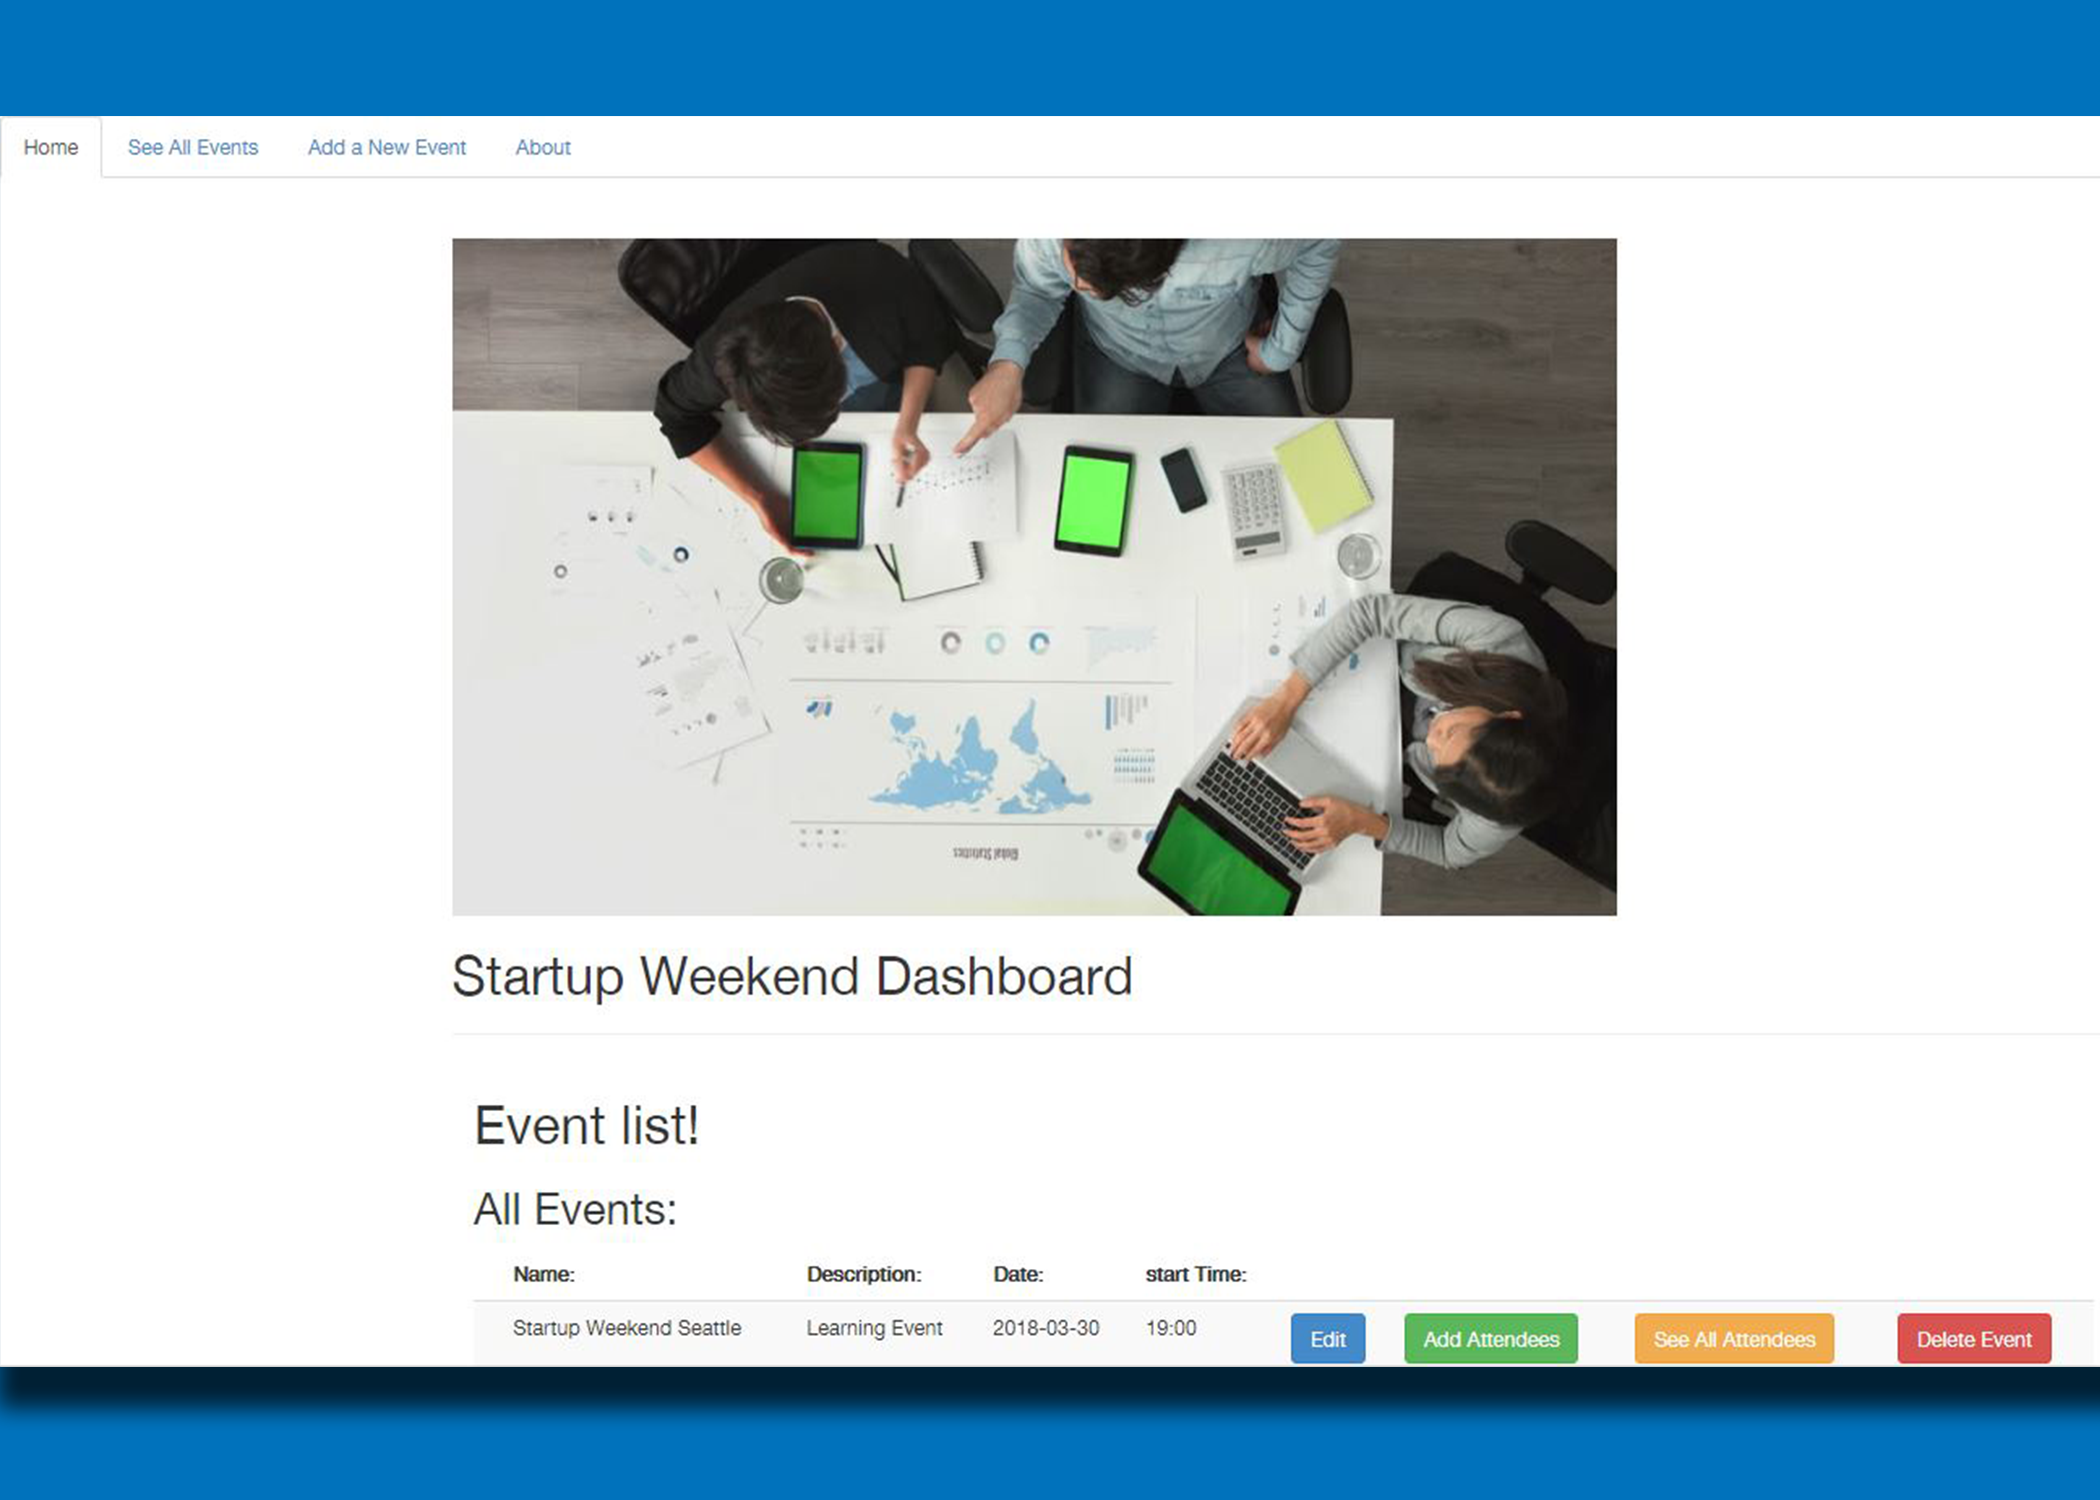 Home See All Events Add a New Event About
Global Statistics
Startup Weekend Dashboard
Event list!
All Events:
Name: Description: Date: start Time:
Startup Weekend Seattle Learning Event 2018-03-30 19:00 Edit Add Attendees See All Attendees Delete Event